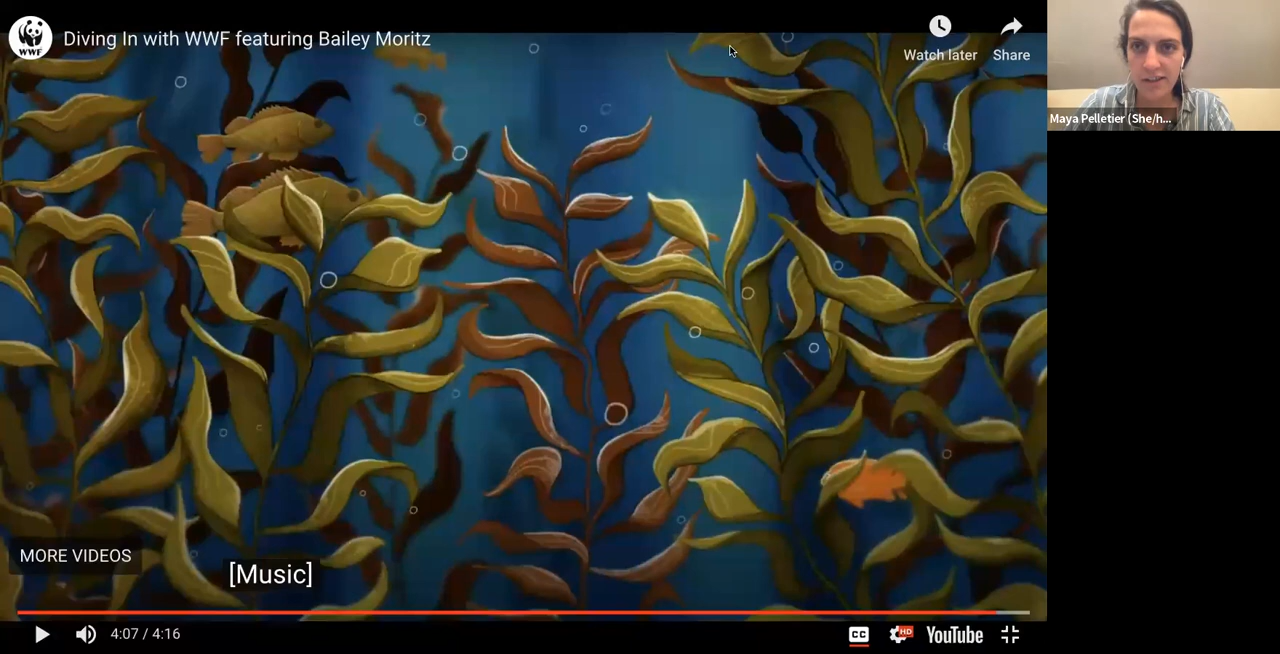 WWF
Diving In with WWF featuring Bailey Moritz
Watch later
Share
Maya Pelletier (She/h...
MORE VIDEOS
[Music]
4:07 / 4:16
CC
HD
YouTube